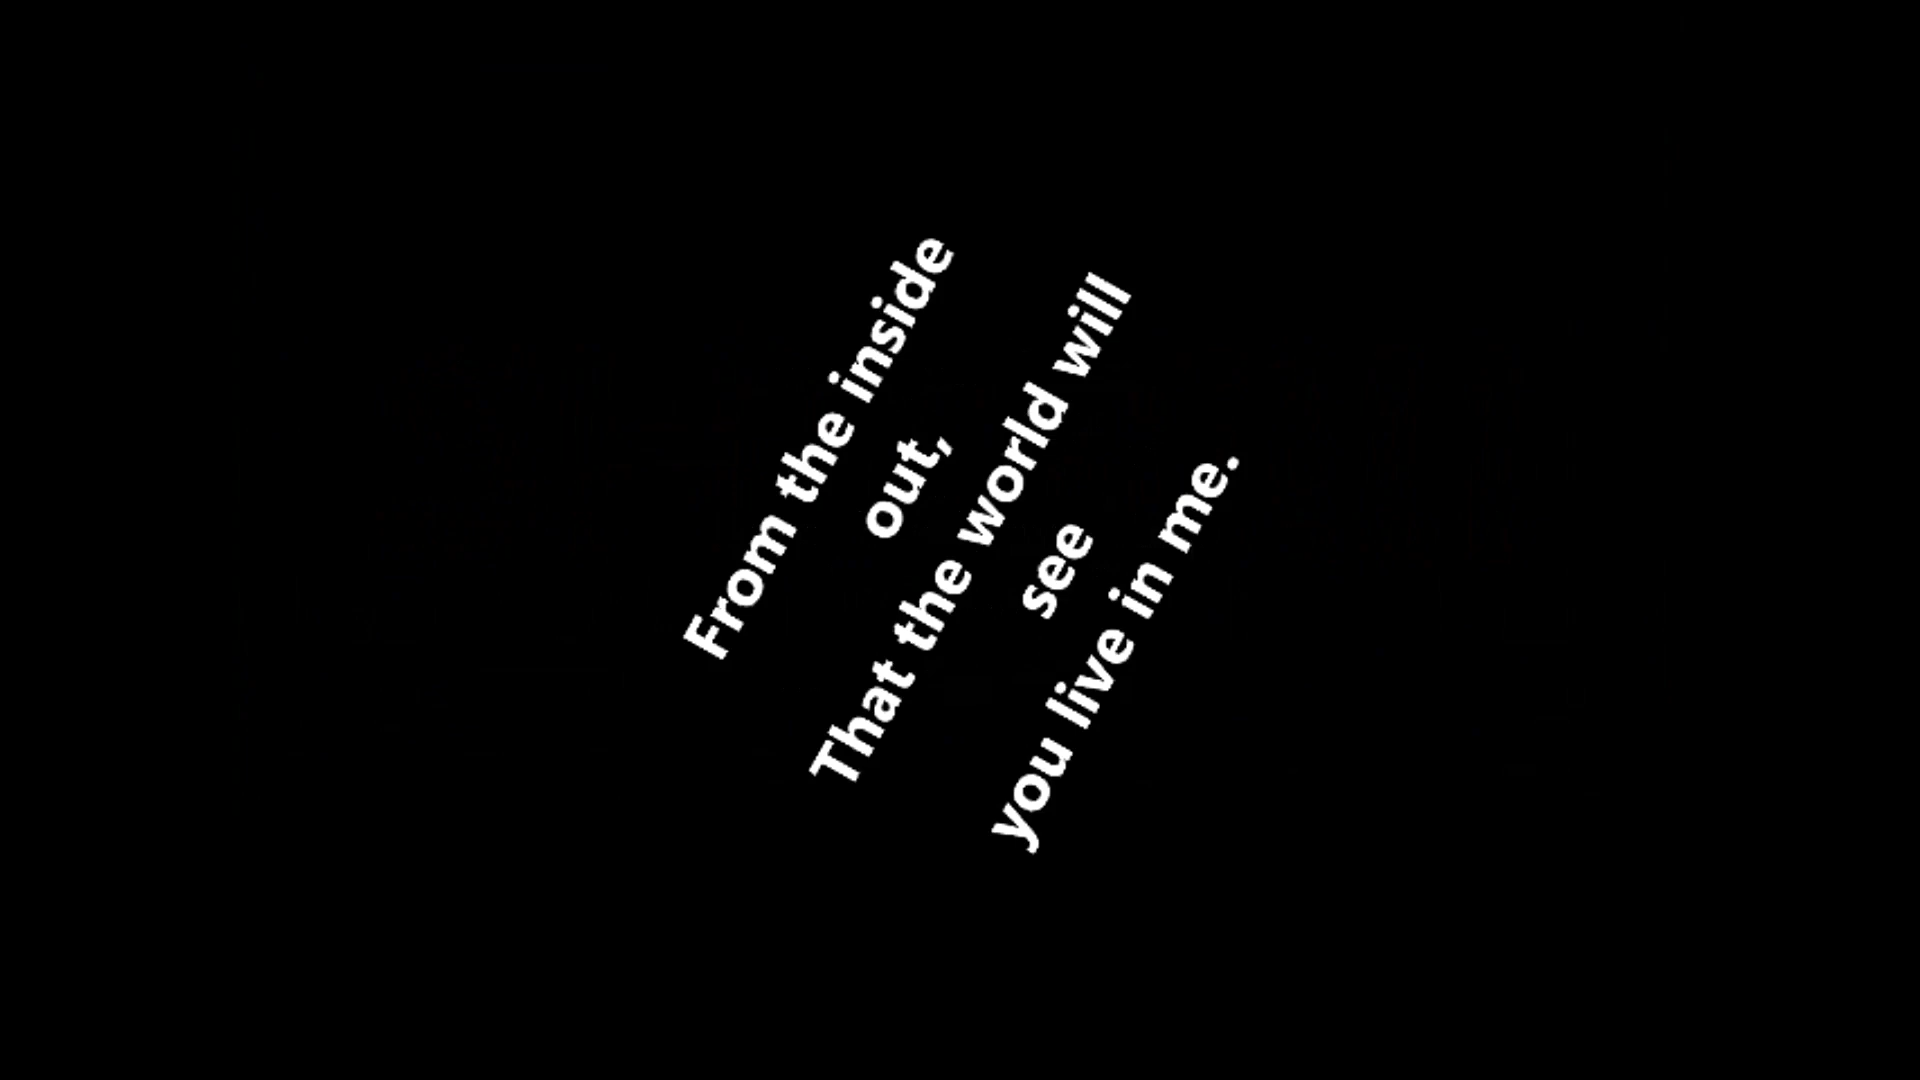 From the inside
out,
That the world will
see
you live in me.